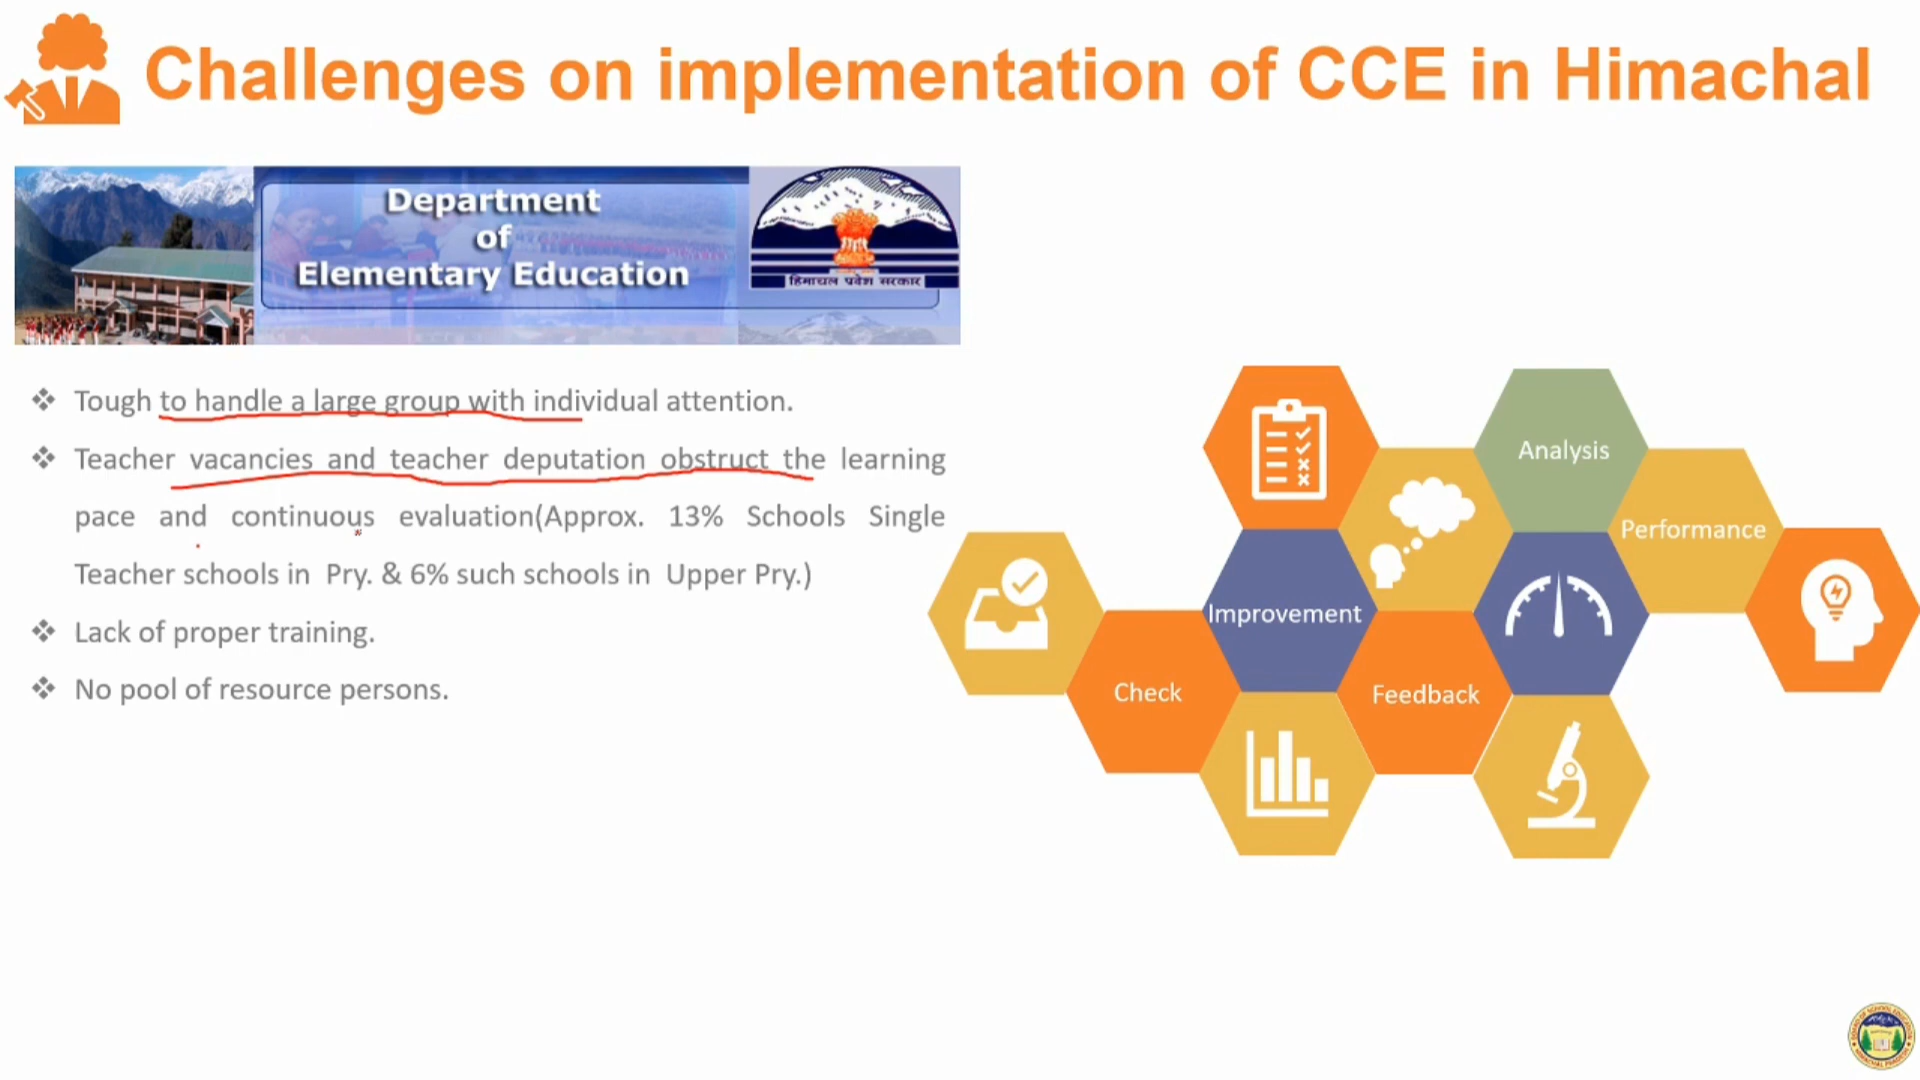 Challenges on implementation of CCE in Himachal
Department
of
Elementary Education
हिमाचल प्रदेश सरकार
❖ Tough to handle a large group with individual attention.
❖ Teacher vacancies and teacher deputation obstruct the learning
pace and continuous evaluation(Approx. 13% Schools Single
Teacher schools in Pry. & 6% such schools in Upper Pry.)
❖ Lack of proper training.
❖ No pool of resource persons.
Analysis
Performance
Improvement
Check
Feedback